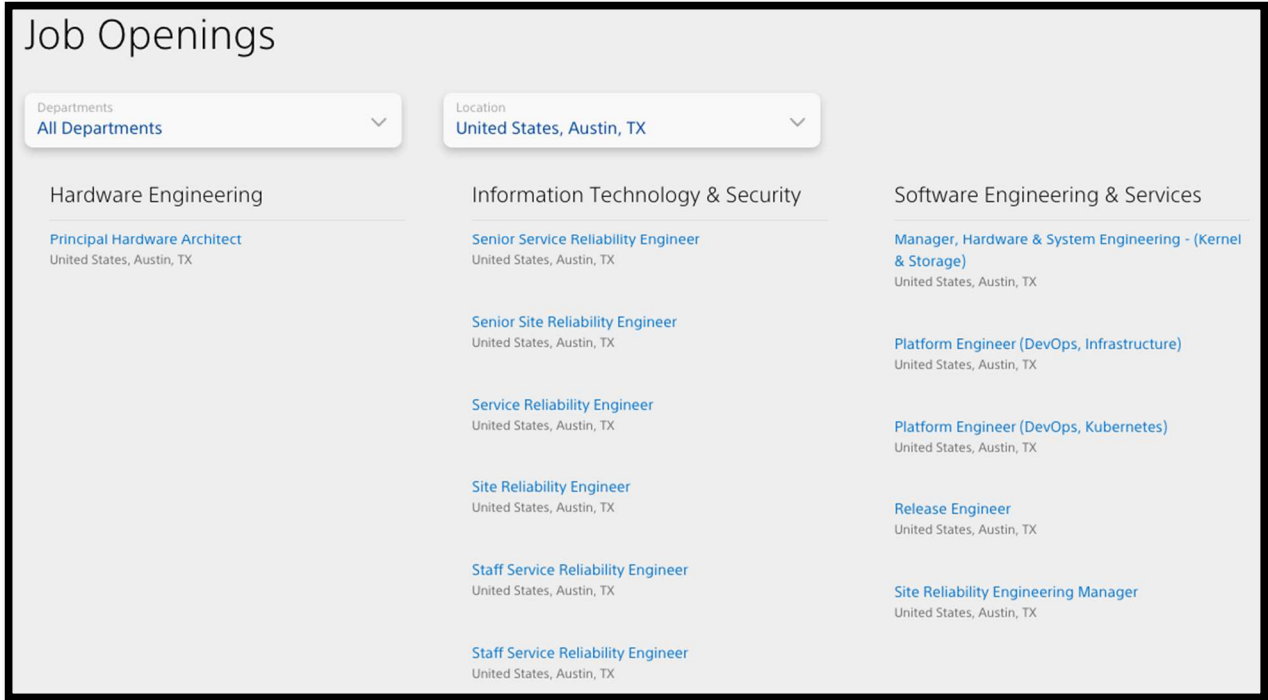 Job Openings
Departments
All Departments
Location
United States, Austin, TX
Hardware Engineering
Principal Hardware Architect
United States, Austin, TX
Information Technology & Security
Senior Service Reliability Engineer
United States, Austin, TX
Senior Site Reliability Engineer
United States, Austin, TX
Service Reliability Engineer
United States, Austin, TX
Site Reliability Engineer
United States, Austin, TX
Staff Service Reliability Engineer
United States, Austin, TX
Staff Service Reliability Engineer
United States, Austin, TX
Software Engineering & Services
Manager, Hardware & System Engineering - (Kernel
& Storage)
United States, Austin, TX
Platform Engineer (DevOps, Infrastructure)
United States, Austin, TX
Platform Engineer (DevOps, Kubernetes)
United States, Austin, TX
Release Engineer
United States, Austin, TX
Site Reliability Engineering Manager
United States, Austin, TX